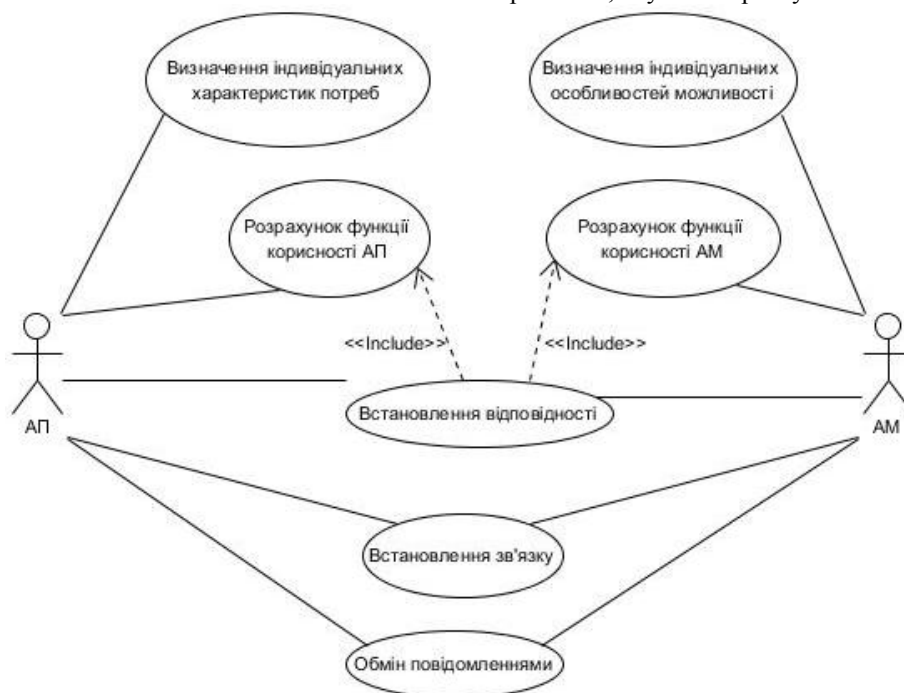 Визначення індивідуальних
характеристик потреб
Визначення індивідуальних
особливостей можливості
Розрахунок функції
корисності АП
Розрахунок функції
корисності АМ
<<Include>>
<<Include>>
Встановлення відповідності
АП
АМ
Встановлення зв'язку
Обмін повідомленнями